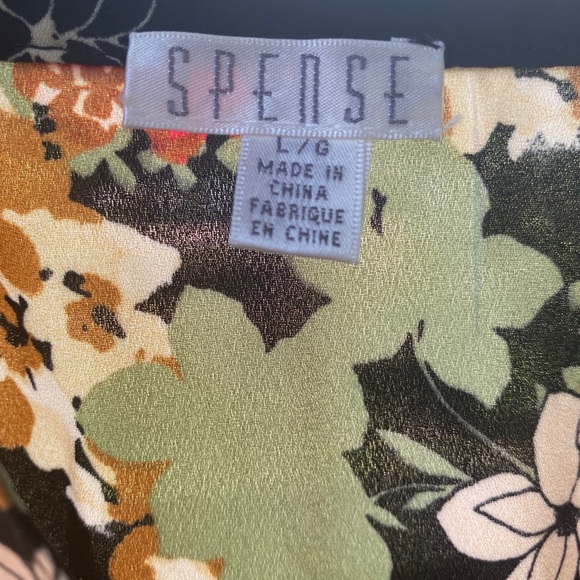 SPENSE
L/G
MADE IN
CHINA
FABRIQUE
EN CHINE